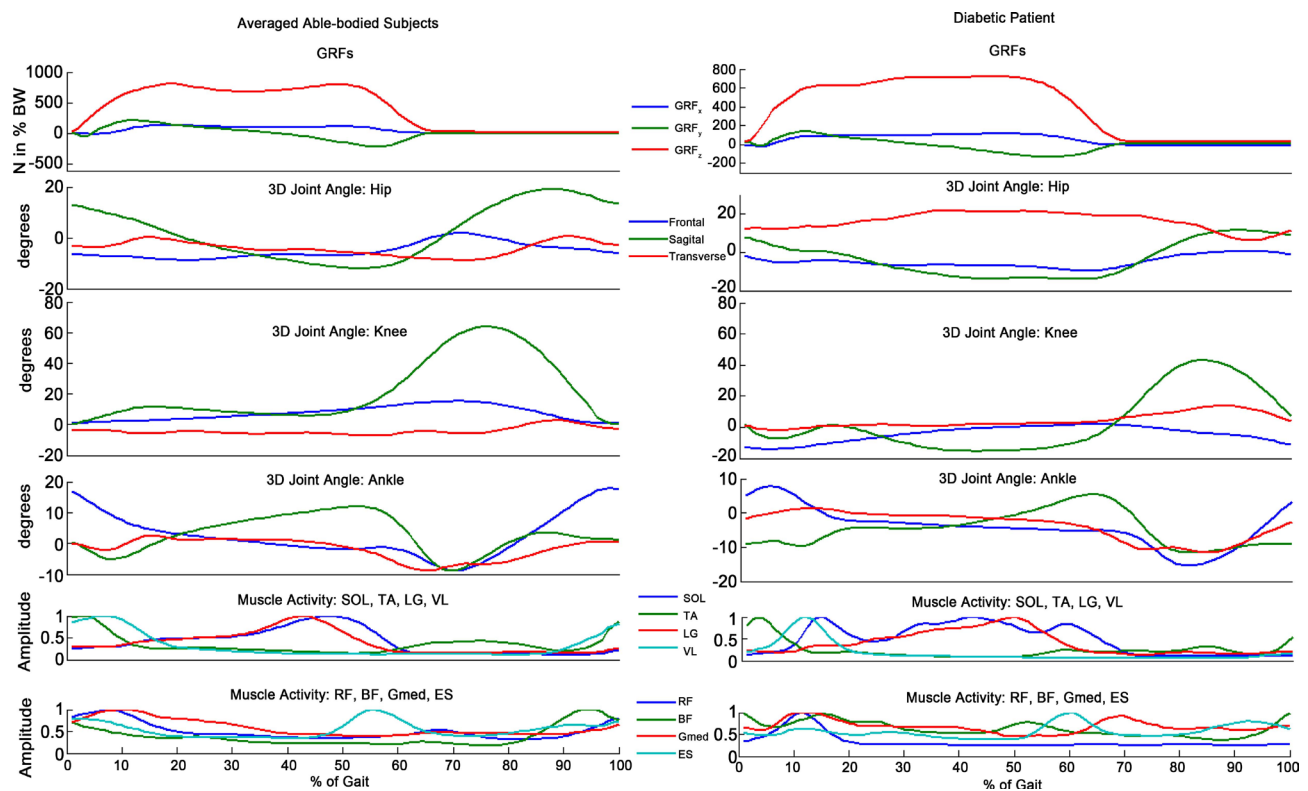 Averaged Able-bodied Subjects
Diabetic Patient
GRFs
GRFs
N in % BW
1000
500
0
-500
800
600
400
200
0
-200
GRFx
GRFy
GRFz
3D Joint Angle: Hip
3D Joint Angle: Hip
degrees
20
0
-20
20
0
-20
Frontal
Sagital
Transverse
3D Joint Angle: Knee
3D Joint Angle: Knee
degrees
80
60
40
20
0
-20
80
60
40
20
0
-20
3D Joint Angle: Ankle
3D Joint Angle: Ankle
degrees
20
10
0
-10
10
0
-10
-20
Muscle Activity: SOL, TA, LG, VL
Muscle Activity: SOL, TA, LG, VL
Amplitude
1
0.5
0
1
0.5
0
SOL
TA
LG
VL
Muscle Activity: RF, BF, Gmed, ES
Muscle Activity: RF, BF, Gmed, ES
Amplitude
1
0.5
0
1
0.5
0
RF
BF
Gmed
ES
0 10 20 30 40 50 60 70 80 90 100
0 10 20 30 40 50 60 70 80 90 100
% of Gait
% of Gait